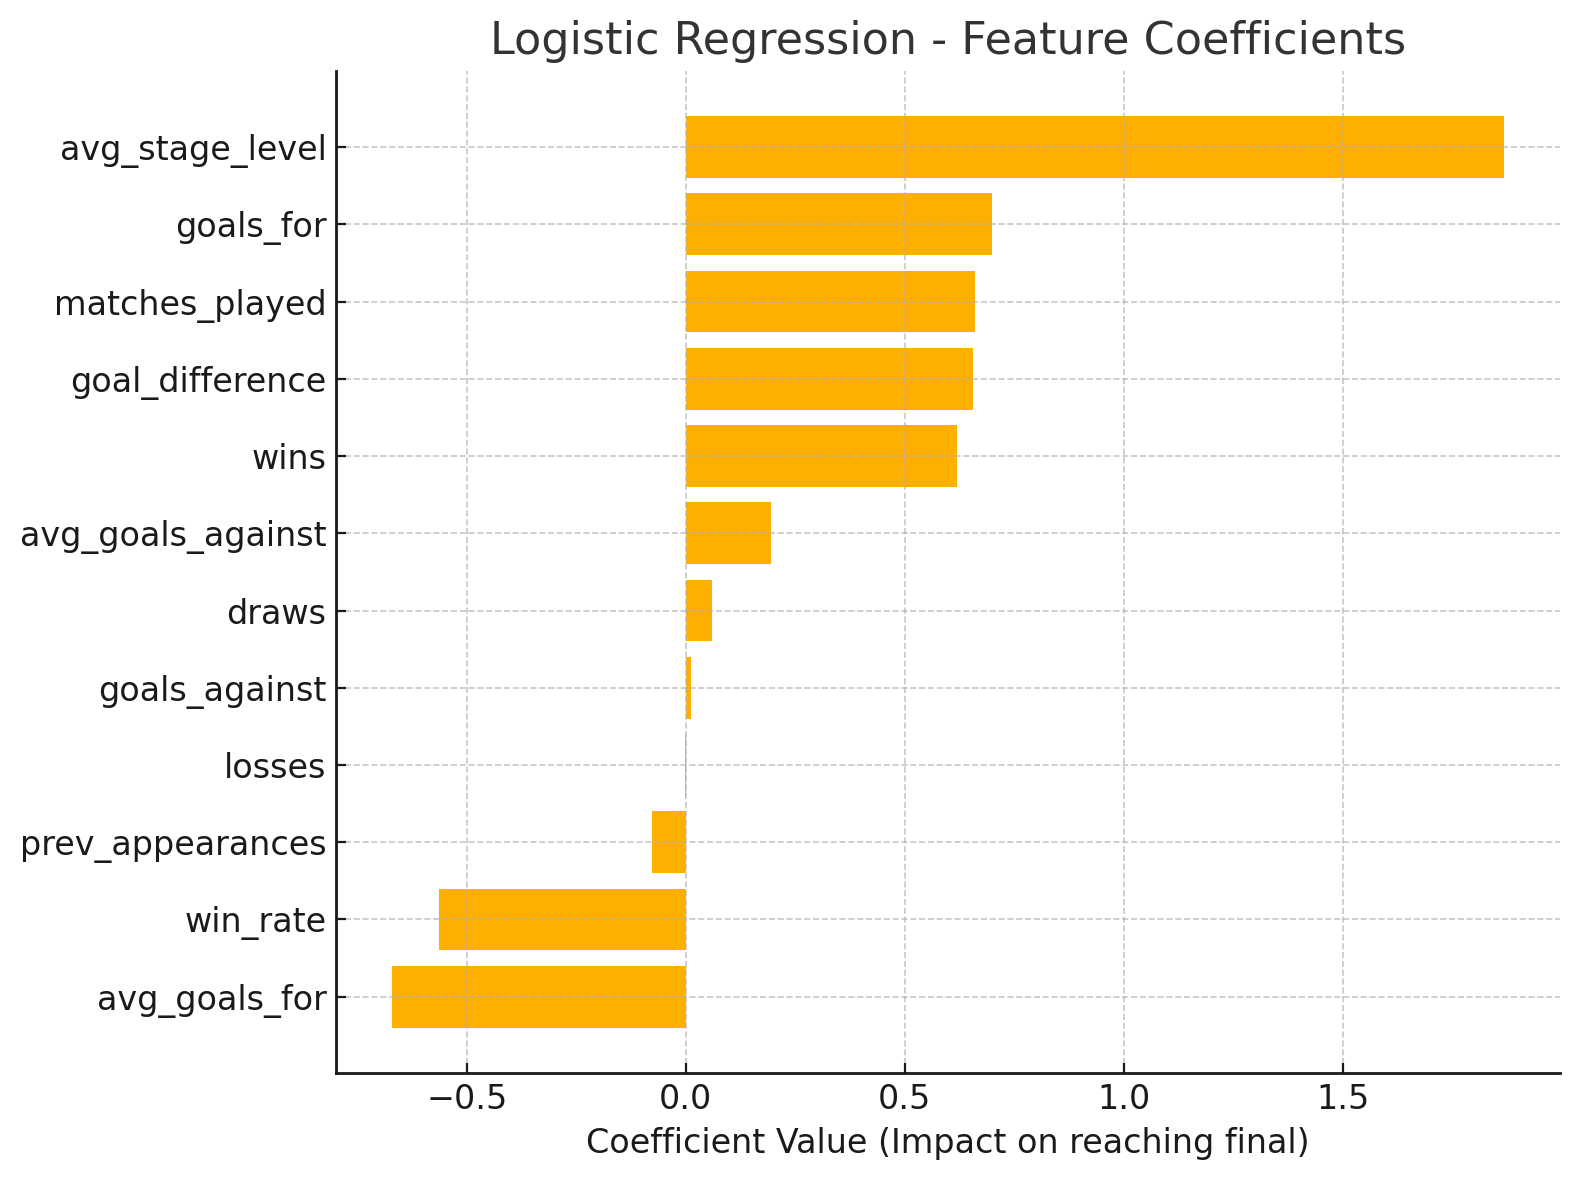 Logistic Regression - Feature Coefficients
avg_stage_level
goals_for
matches_played
goal_difference
wins
avg_goals_against
draws
goals_against
losses
prev_appearances
win_rate
avg_goals_for
−0.5 0.0 0.5 1.0 1.5
Coefficient Value (Impact on reaching final)